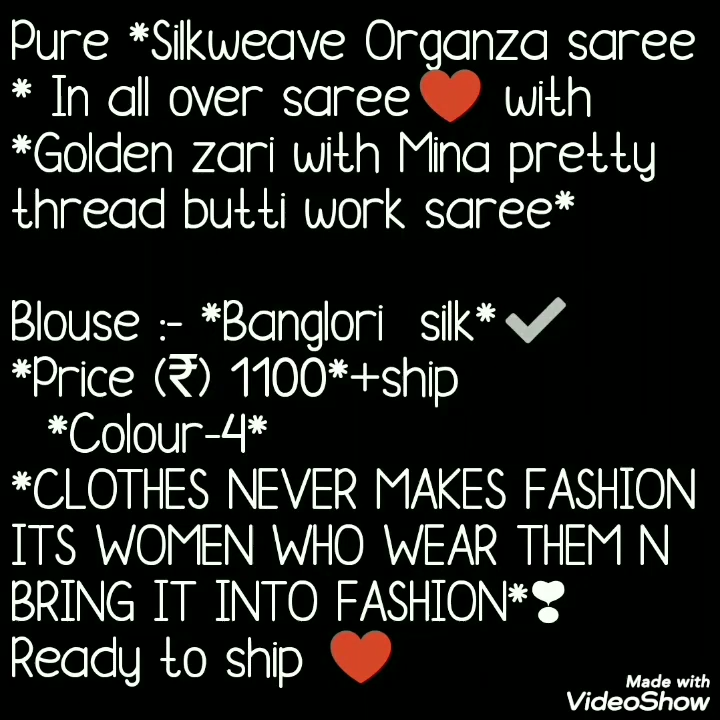 Pure *Silkweave Organza saree
* In all over saree❤️ with
*Golden zari with Mina pretty
thread butti work saree*
Blouse :- *Banglori silk*✔️
*Price (₹) 1100*+ship
*Colour-4*
*CLOTHES NEVER MAKES FASHION
ITS WOMEN WHO WEAR THEM N
BRING IT INTO FASHION*❣
Ready to ship ❤️
Made with
VideoShow